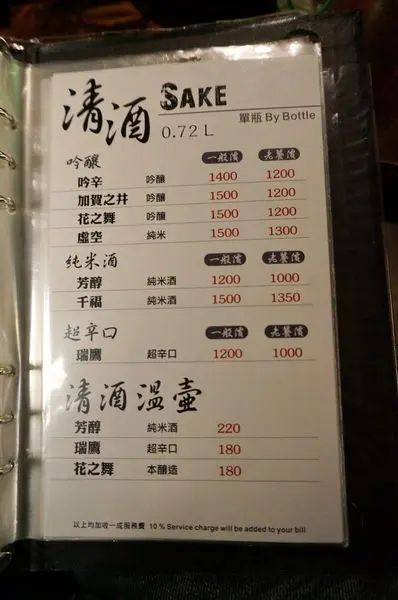 清酒 SAKE
0.72 L 單瓶 By Bottle
吟釀 一般價 老饕價
吟辛 吟釀 1400 1200
加賀之井 吟釀 1500 1200
花之舞 吟釀 1500 1200
虛空 純米 1500 1300
純米酒 一般價 老饕價
芳醇 純米酒 1200 1000
千福 純米酒 1500 1350
超辛口 一般價 老饕價
瑞鷹 超辛口 1200 1000
清酒溫壺
芳醇 純米酒 220
瑞鷹 超辛口 180
花之舞 本釀造 180
以上均加收一成服務費 10 % Service charge will be added to your bill